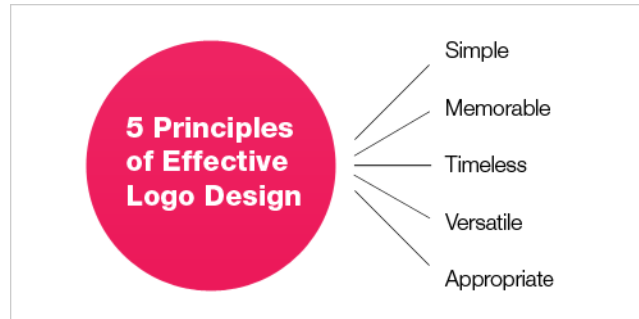 5 Principles
of Effective
Logo Design
Simple
Memorable
Timeless
Versatile
Appropriate